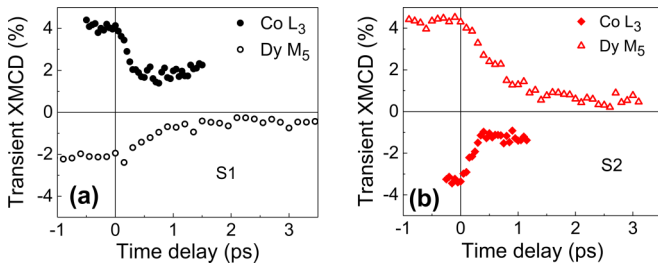 Transient XMCD (%)
4
2
0
-2
-4
Co L3
Dy M5
(a)
S1
-1 0 1 2 3
Time delay (ps)
Transient XMCD (%)
4
2
0
-2
-4
Co L3
Dy M5
(b)
S2
-1 0 1 2 3
Time delay (ps)